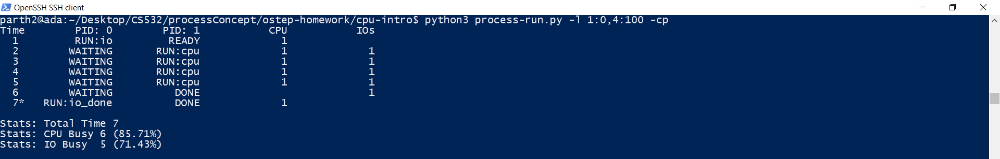 OpenSSH SSH client
parth2@ada:~/Desktop/CS532/processConcept/ostep-homework/cpu-intro$ python3 process-run.py -l 1:0,4:100 -cp
Time        PID: 0        PID: 1           CPU           IOs
  1         RUN:io         READY             1
  2        WAITING       RUN:cpu             1             1
  3        WAITING       RUN:cpu             1             1
  4        WAITING       RUN:cpu             1             1
  5        WAITING       RUN:cpu             1             1
  6        WAITING          DONE                           1
  7*   RUN:io_done          DONE             1
Stats: Total Time 7
Stats: CPU Busy 6 (85.71%)
Stats: IO Busy  5 (71.43%)